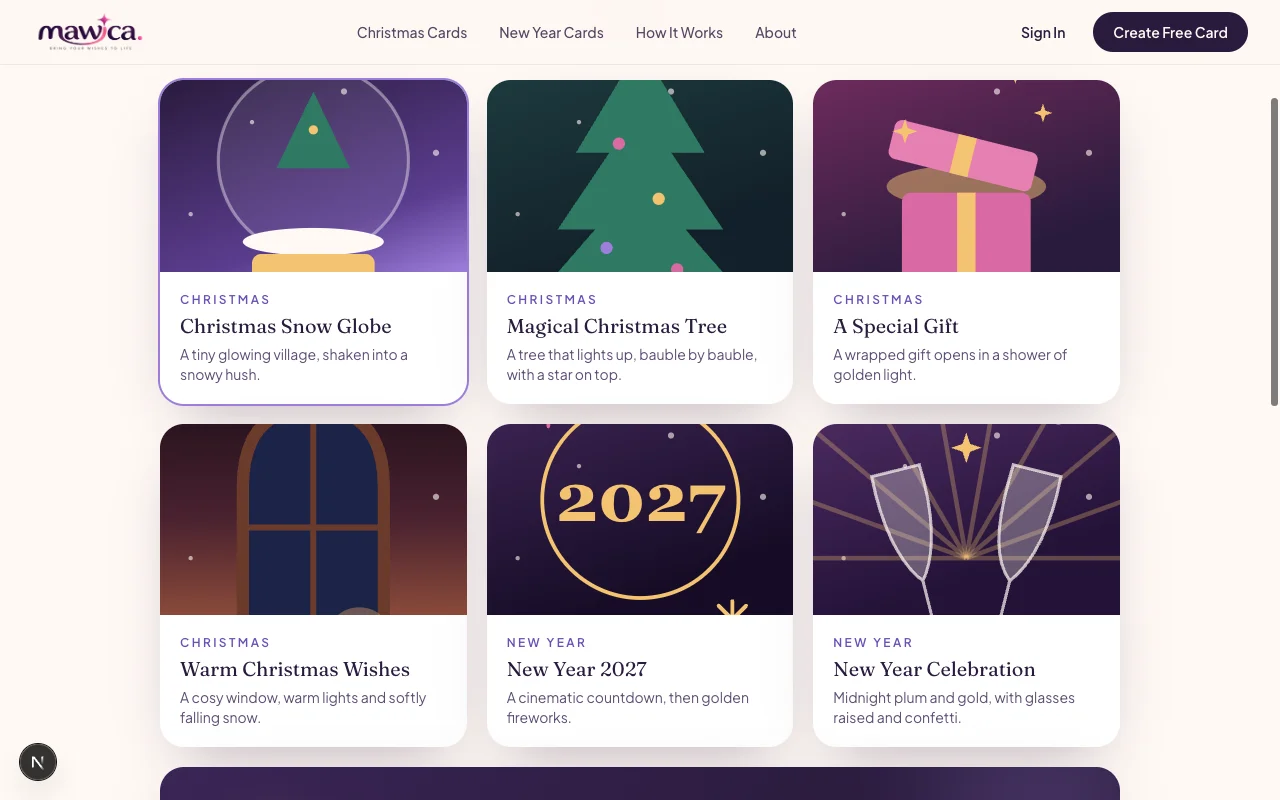 mawica.
BRING YOUR WISHES TO LIFE
Christmas Cards
New Year Cards
How It Works
About
Sign In
Create Free Card
CHRISTMAS
Christmas Snow Globe
A tiny glowing village, shaken into a
snowy hush.
CHRISTMAS
Magical Christmas Tree
A tree that lights up, bauble by bauble,
with a star on top.
CHRISTMAS
A Special Gift
A wrapped gift opens in a shower of
golden light.
CHRISTMAS
Warm Christmas Wishes
A cosy window, warm lights and softly
falling snow.
2027
NEW YEAR
New Year 2027
A cinematic countdown, then golden
fireworks.
NEW YEAR
New Year Celebration
Midnight plum and gold, with glasses
raised and confetti.
N